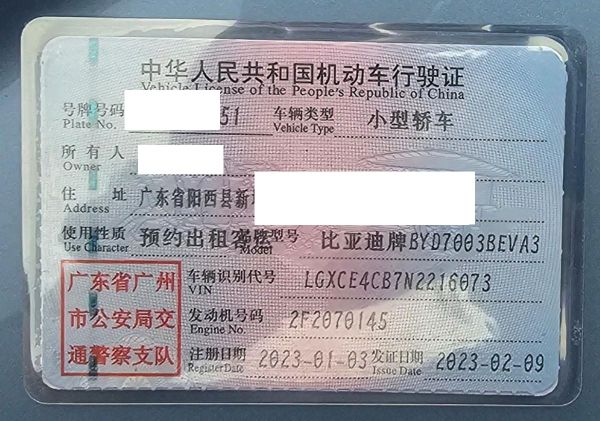 中华人民共和国机动车行驶证
Vehicle License of the People's Republic of China
号牌号码 51 车辆类型 小型轿车
Plate No. Vehicle Type
所有人
Owner
住址 广东省阳西县新
Address
使用性质 预约出租客运 品牌型号 比亚迪牌BYD7003BEVA3
Use Character Model
广东省广州 车辆识别代号 LGXCE4CB7N2216073
VIN
市公安局交 发动机号码 2F2070145
Engine No.
通警察支队 注册日期 2023-01-03 发证日期 2023-02-09
Register Date Issue Date